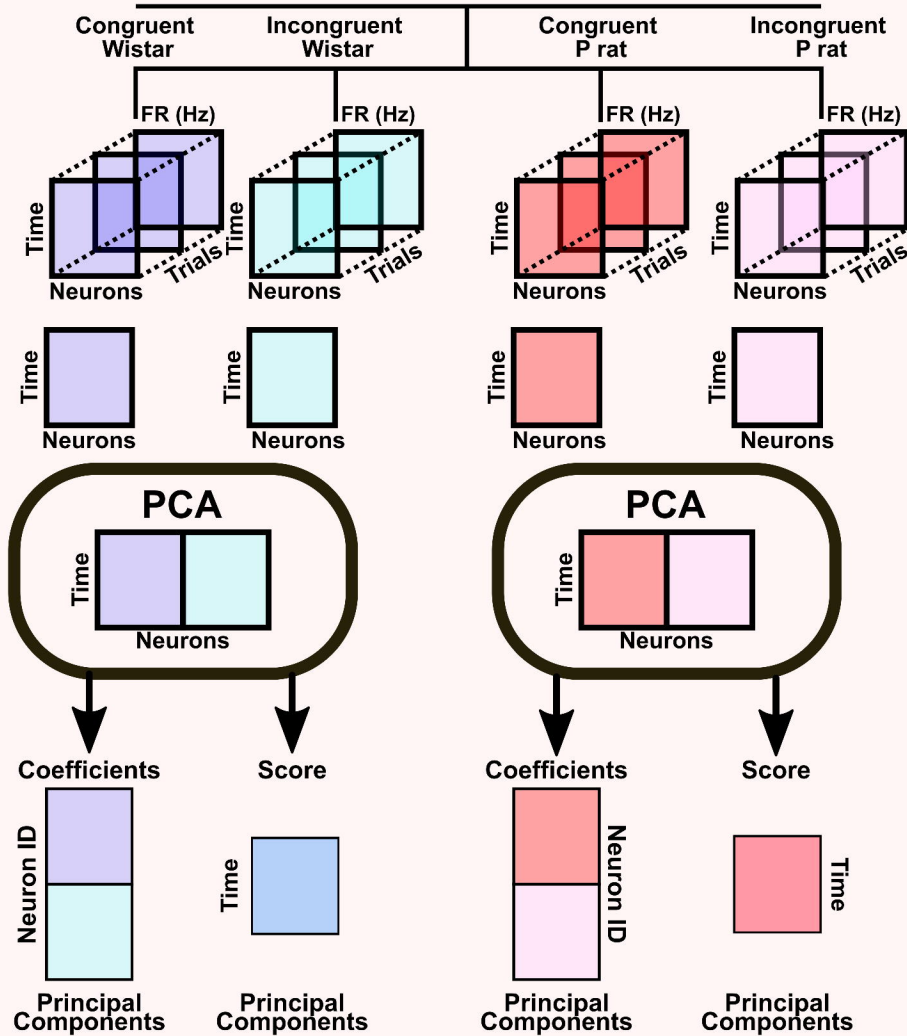 Congruent
Wistar
Incongruent
Wistar
Congruent
P rat
Incongruent
P rat
FR (Hz)
FR (Hz)
FR (Hz)
FR (Hz)
Time
Neurons
Trials
Time
Neurons
Trials
Time
Neurons
Trials
Time
Neurons
Trials
Time
Neurons
Time
Neurons
Time
Neurons
Time
Neurons
PCA
Time
Neurons
PCA
Time
Neurons
Coefficients
Score
Coefficients
Score
Neuron ID
Time
Neuron ID
Time
Principal
Components
Principal
Components
Principal
Components
Principal
Components